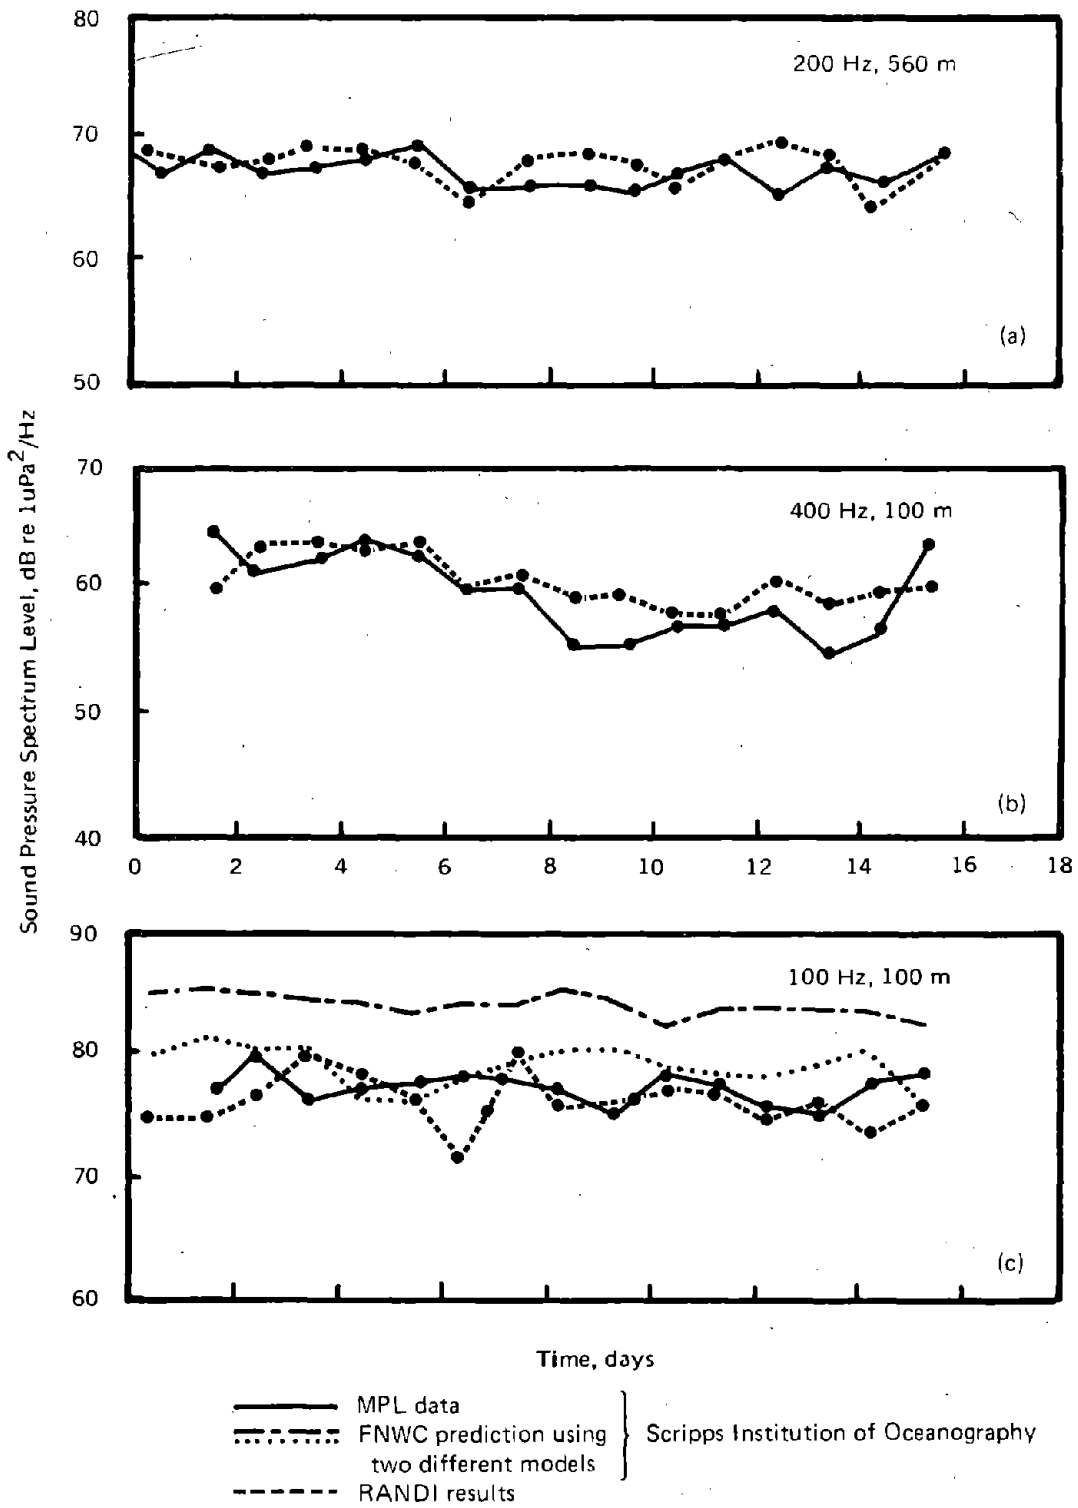 80
200 Hz, 560 m
70
60
(a)
50
Sound Pressure Spectrum Level, dB re 1uPa²/Hz
70
400 Hz, 100 m
60
50
(b)
40
0 2 4 6 8 10 12 14 16 18
90
100 Hz, 100 m
80
70
(c)
60
Time, days
MPL data
FNWC prediction using
two different models
Scripps Institution of Oceanography
RANDI results